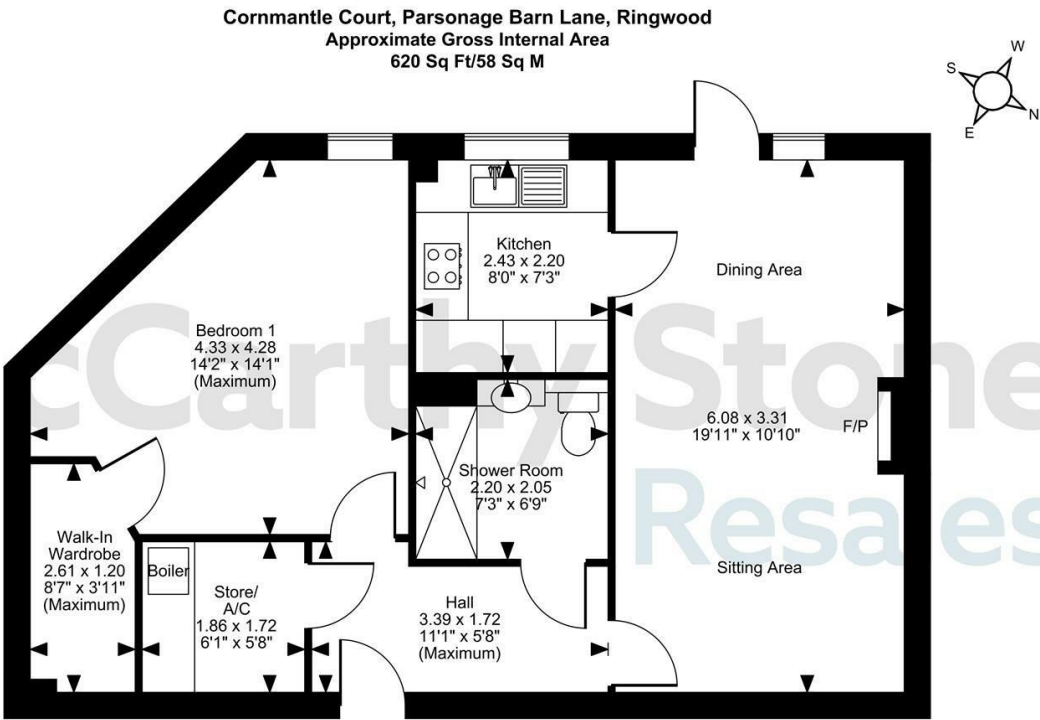 Cornmantle Court, Parsonage Barn Lane, Ringwood
Approximate Gross Internal Area
620 Sq Ft/58 Sq M
W
S
N
E
Kitchen
2.43 x 2.20
8'0" x 7'3"
Dining Area
Bedroom 1
4.33 x 4.28
14'2" x 14'1"
(Maximum)
6.08 x 3.31
19'11" x 10'10"
F/P
cCarthy Stone
Resales
Shower Room
2.20 x 2.05
7'3" x 6'9"
Walk-In
Wardrobe
2.61 x 1.20
8'7" x 3'11"
(Maximum)
Boiler
Store/
A/C
1.86 x 1.72
6'1" x 5'8"
Hall
3.39 x 1.72
11'1" x 5'8"
(Maximum)
Sitting Area